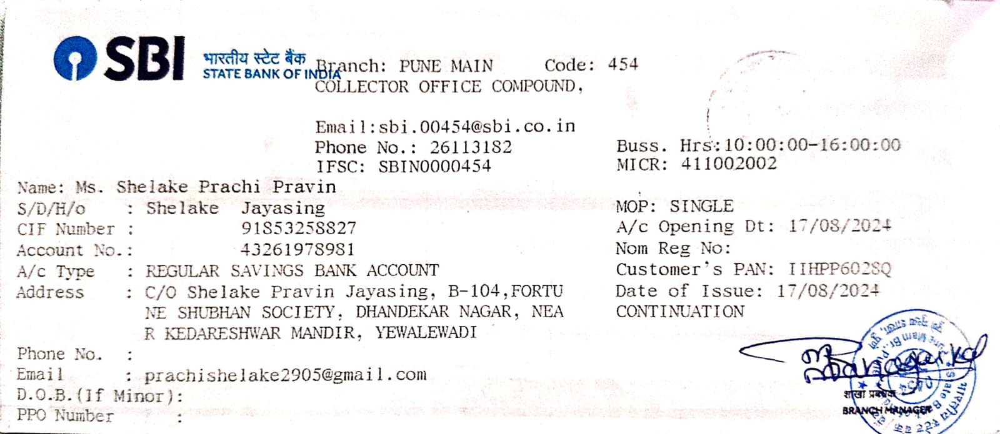 SBI
भारतीय स्टेट बैंक
STATE BANK OF INDIA
Branch: PUNE MAIN Code: 454
COLLECTOR OFFICE COMPOUND,
Email:sbi.00454@sbi.co.in
Phone No.: 26113182 Buss. Hrs:10:00:00-16:00:00
IFSC: SBIN0000454 MICR: 411002002
Name: Ms. Shelake Prachi Pravin
S/D/H/o : Shelake Jayasing MOP: SINGLE
CIF Number : 91853258827 A/c Opening Dt: 17/08/2024
Account No.: 43261978981 Nom Reg No:
A/c Type : REGULAR SAVINGS BANK ACCOUNT Customer's PAN: IIHPP6028Q
Address : C/O Shelake Pravin Jayasing, B-104,FORTU Date of Issue: 17/08/2024
NE SHUBHAN SOCIETY, DHANDEKAR NAGAR, NEA CONTINUATION
R KEDARESHWAR MANDIR, YEWALEWADI
Phone No. :
Email : prachishelake2905@gmail.com
D.O.B.(If Minor):
PPO Number :
शाखा प्रबंधक
BRANCH MANAGER